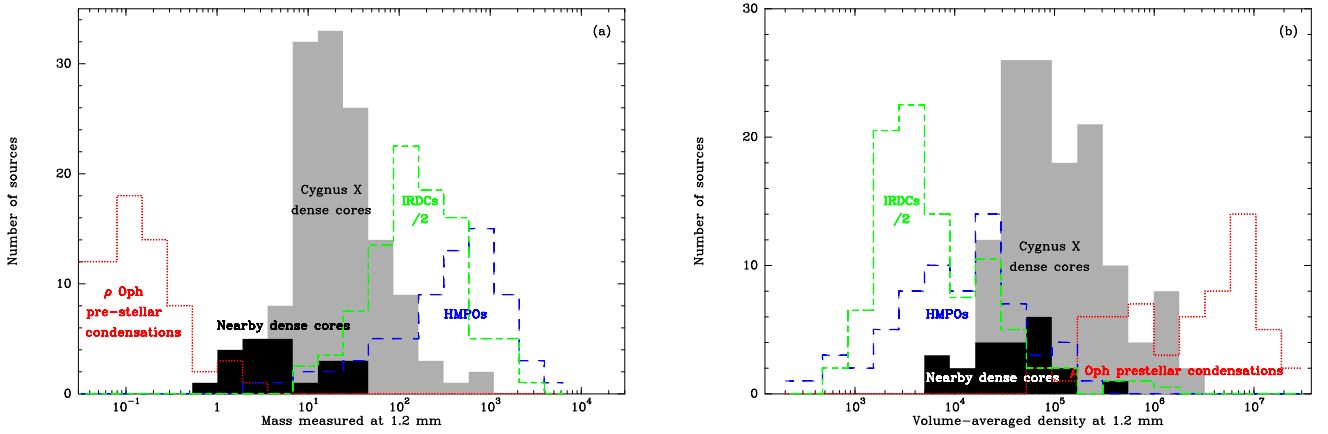 (a)
30
20
10
0
Number of sources
Cygnus X
dense cores
IRDCs
/2
ρ Oph
pre-stellar
condensations
Nearby dense cores
HMPOs
10⁻¹ 1 10 10² 10³ 10⁴
Mass measured at 1.2 mm
(b)
30
20
10
0
Number of sources
IRDCs
/2
Cygnus X
dense cores
HMPOs
Nearby dense cores
ρ Oph prestellar condensations
10³ 10⁴ 10⁵ 10⁶ 10⁷
Volume-averaged density at 1.2 mm